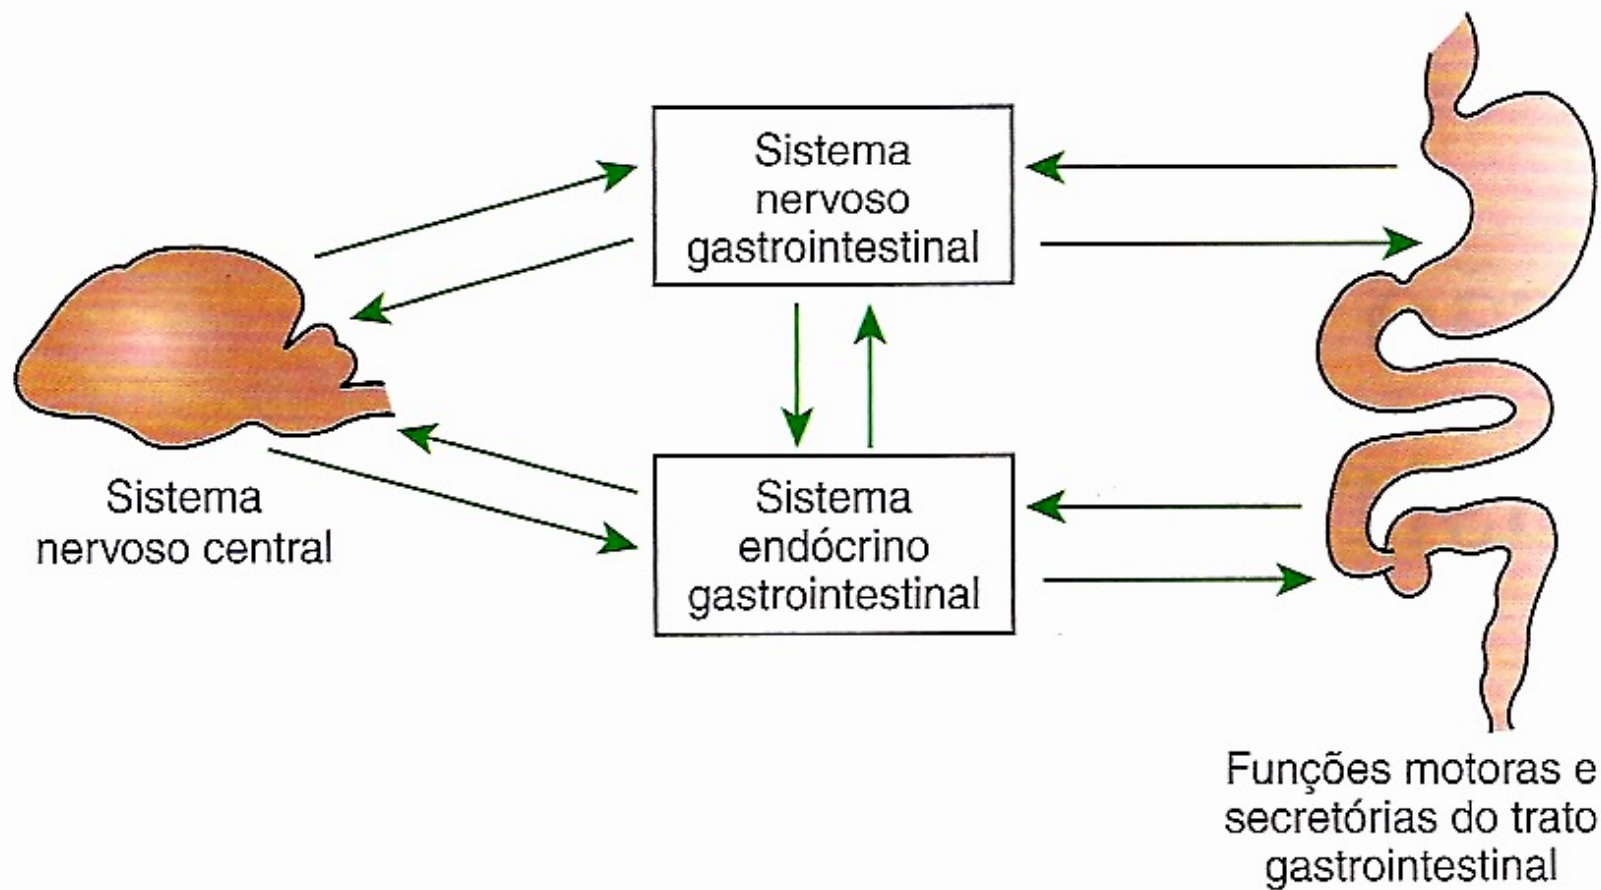 Sistema
nervoso
gastrointestinal
Sistema
nervoso central
Sistema
endócrino
gastrointestinal
Funções motoras e
secretórias do trato
gastrointestinal